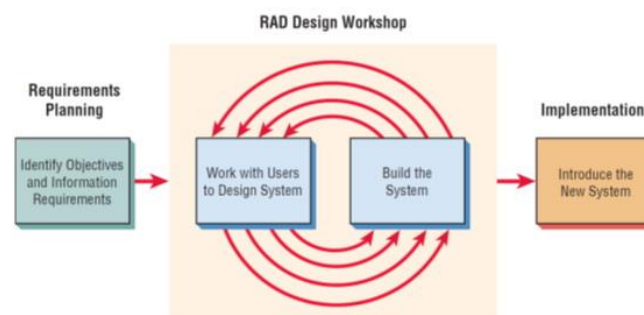 RAD Design Workshop
Requirements
Planning
Identify Objectives
and Information
Requirements
Work with Users
to Design System
Build the
System
Implementation
Introduce the
New System